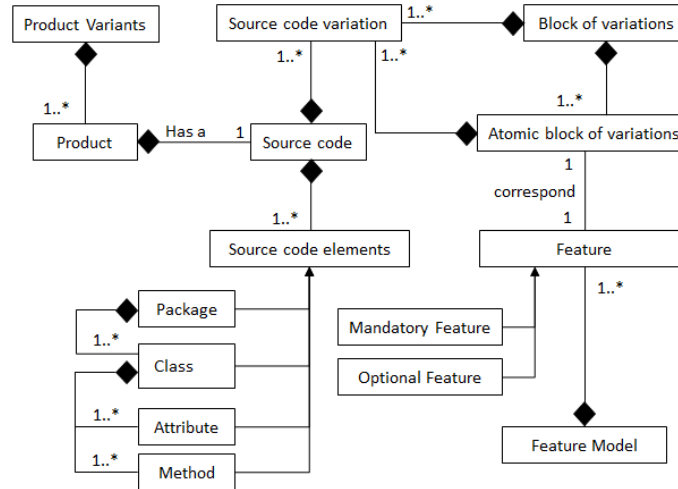 Product Variants
Source code variation
1..*
Block of variations
1..*
1..*
1..*
1..*
Product
Has a
1
Source code
Atomic block of variations
1
correspond
1..*
1
Source code elements
Feature
Package
1..*
Mandatory Feature
1..*
Class
Optional Feature
1..*
Attribute
1..*
Method
Feature Model